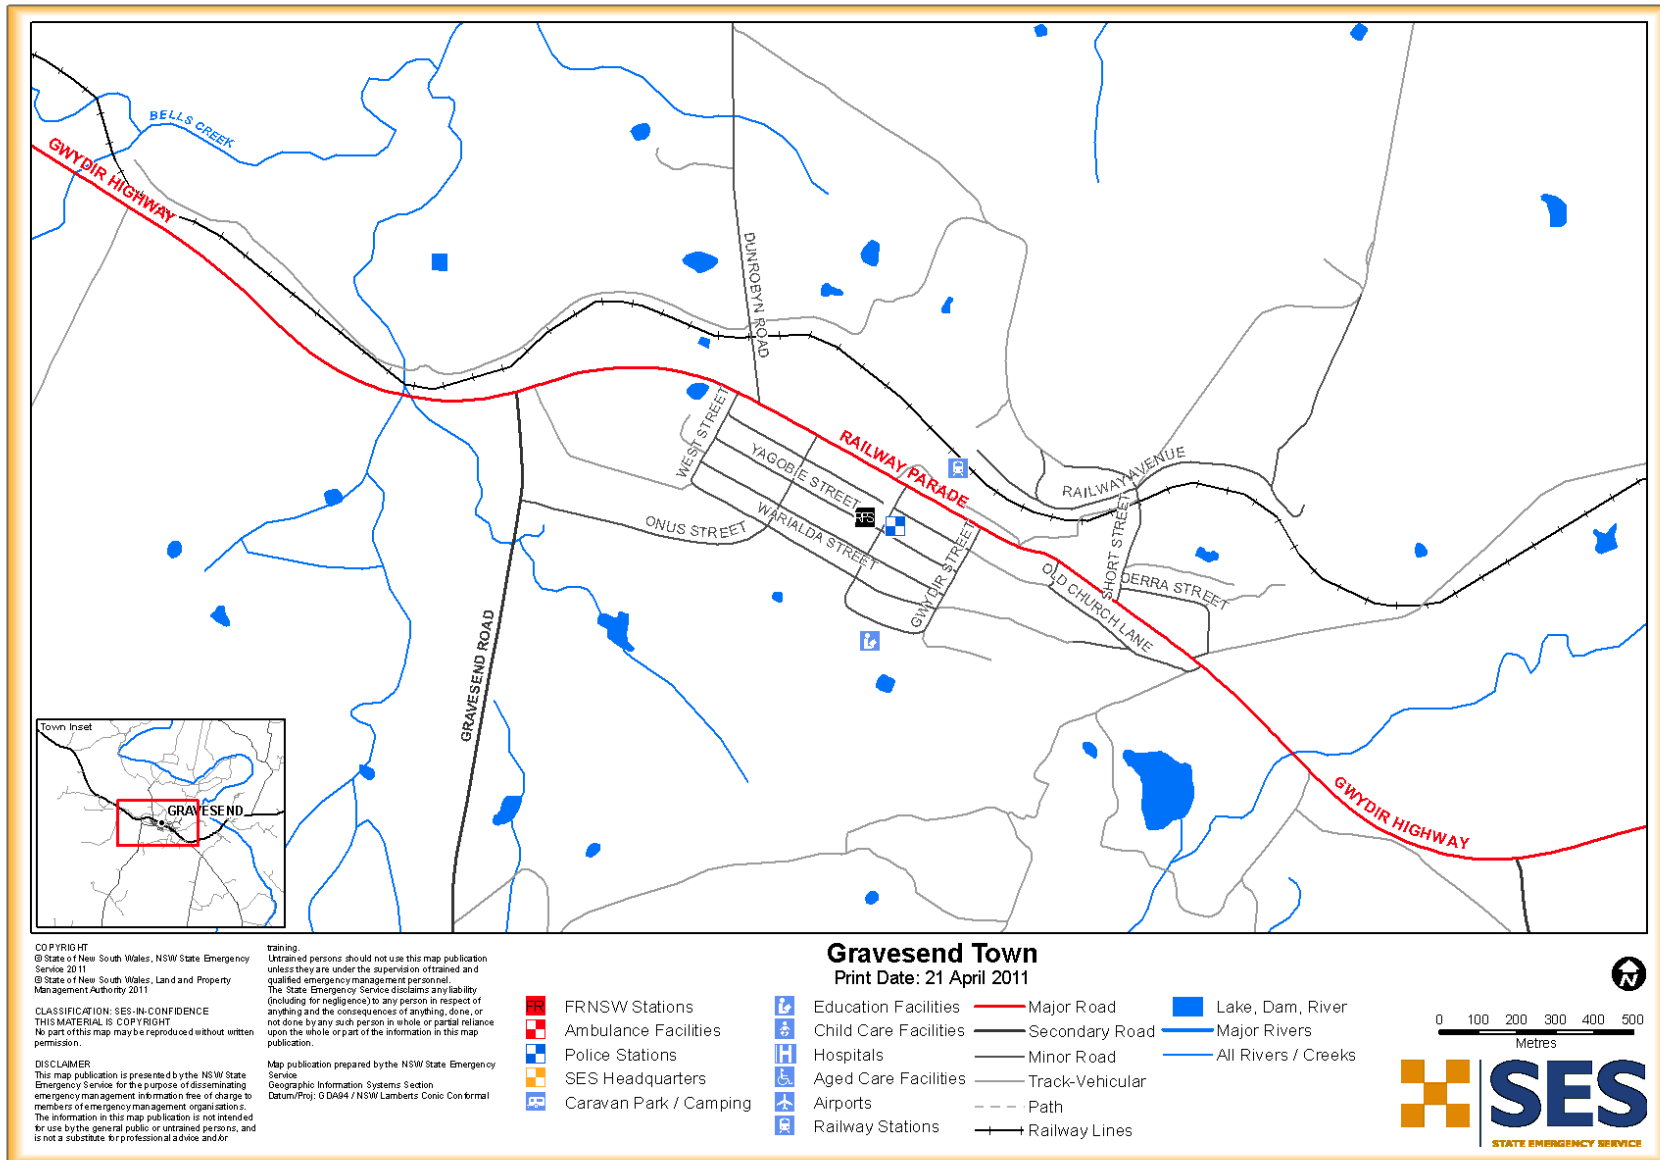 BELLS CREEK
GWYDIR HIGHWAY
DUNROBYN ROAD
WEST STREET
YAGOBIE STREET
RAILWAY PARADE
RAILWAY AVENUE
ONUS STREET
WARIALDA STREET
RFS
GWYDIR STREET
SHORT STREET
OLD CHURCH LANE
DERRA STREET
GRAVESEND ROAD
GWYDIR HIGHWAY
Town Inset
GRAVESEND
COPYRIGHT
© State of New South Wales, NSW State Emergency
Service 2011
© State of New South Wales, Land and Property
Management Authority 2011
CLASSIFICATION: SES-IN-CONFIDENCE
THIS MATERIAL IS COPYRIGHT
No part of this map may be reproduced without written
permission.
DISCLAIMER
This map publication is presented by the NSW State
Emergency Service for the purpose of disseminating
emergency management information free of charge to
members of emergency management organisations.
The information in this map publication is not intended
for use by the general public or untrained persons, and
is not a substitute for professional advice and/or
training.
Untrained persons should not use this map publication
unless they are under the supervision of trained and
qualified emergency management personnel.
The State Emergency Service disclaims any liability
(including for negligence) to any person in respect of
anything and the consequences of anything, done, or
not done by any such person in whole or partial reliance
upon the whole or part of the information in this map
publication.
Map publication prepared by the NSW State Emergency
Service
Geographic Information Systems Section
Datum/Proj: GDA94 / NSW Lamberts Conic Conformal
Gravesend Town
Print Date: 21 April 2011
FR FRNSW Stations
Ambulance Facilities
Police Stations
SES Headquarters
Caravan Park / Camping
Education Facilities
Child Care Facilities
H Hospitals
Aged Care Facilities
Airports
Railway Stations
Major Road
Secondary Road
Minor Road
Track-Vehicular
Path
Railway Lines
Lake, Dam, River
Major Rivers
All Rivers / Creeks
N
0 100 200 300 400 500
Metres
SES
STATE EMERGENCY SERVICE